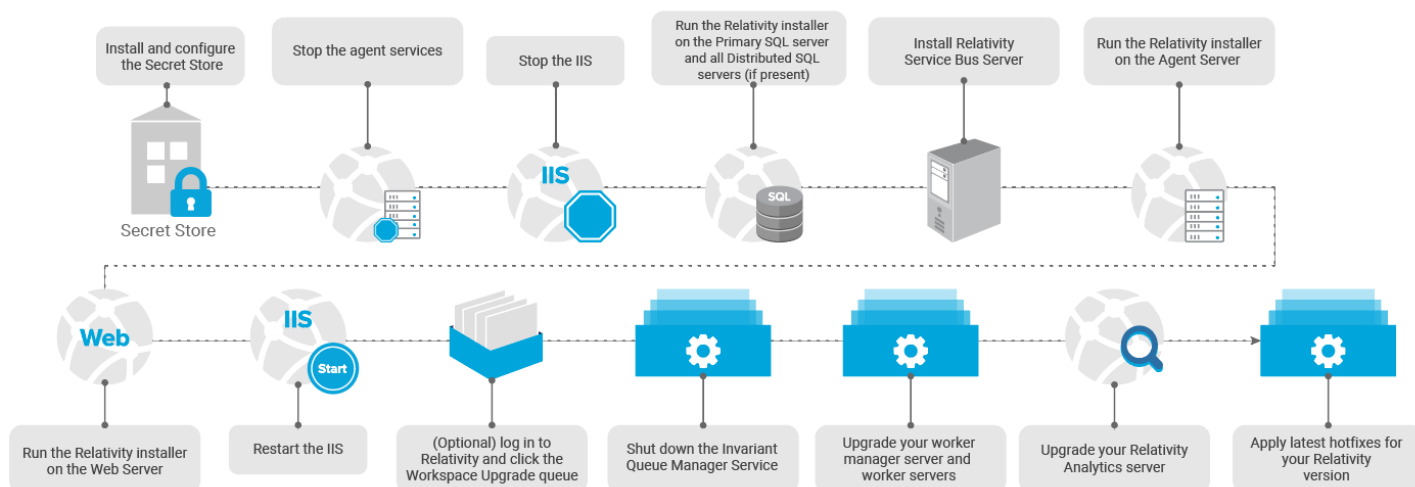 Install and configure
the Secret Store
Stop the agent services
Stop the IIS
Run the Relativity installer
on the Primary SQL server
and all Distributed SQL
servers (if present)
Install Relativity
Service Bus Server
Run the Relativity installer
on the Agent Server
IIS
SQL
Secret Store
Web
IIS
Start
Run the Relativity installer
on the Web Server
Restart the IIS
(Optional) log in to
Relativity and click the
Workspace Upgrade queue
Shut down the Invariant
Queue Manager Service
Upgrade your worker
manager server and
worker servers
Upgrade your Relativity
Analytics server
Apply latest hotfixes for
your Relativity
version